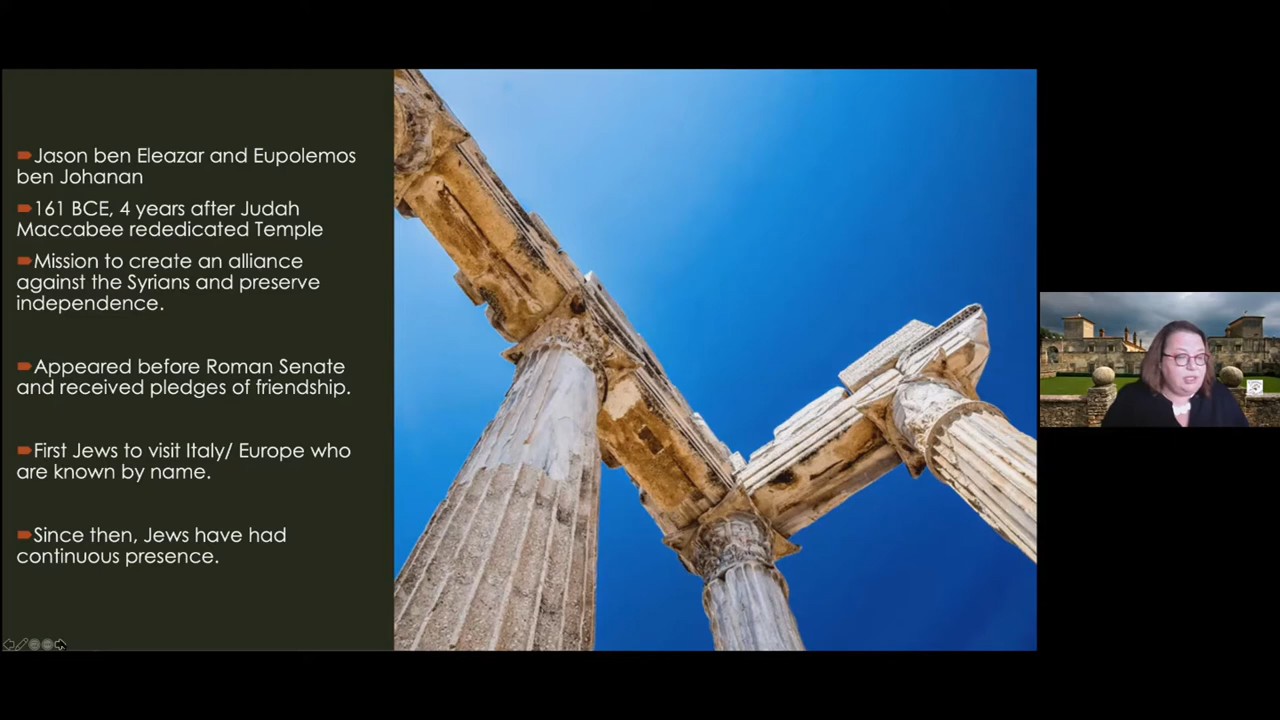 Jason ben Eleazar and Eupolemos
ben Johanan
161 BCE, 4 years after Judah
Maccabee rededicated Temple
Mission to create an alliance
against the Syrians and preserve
independence.
Appeared before Roman Senate
and received pledges of friendship.
First Jews to visit Italy/ Europe who
are known by name.
Since then, Jews have had
continuous presence.